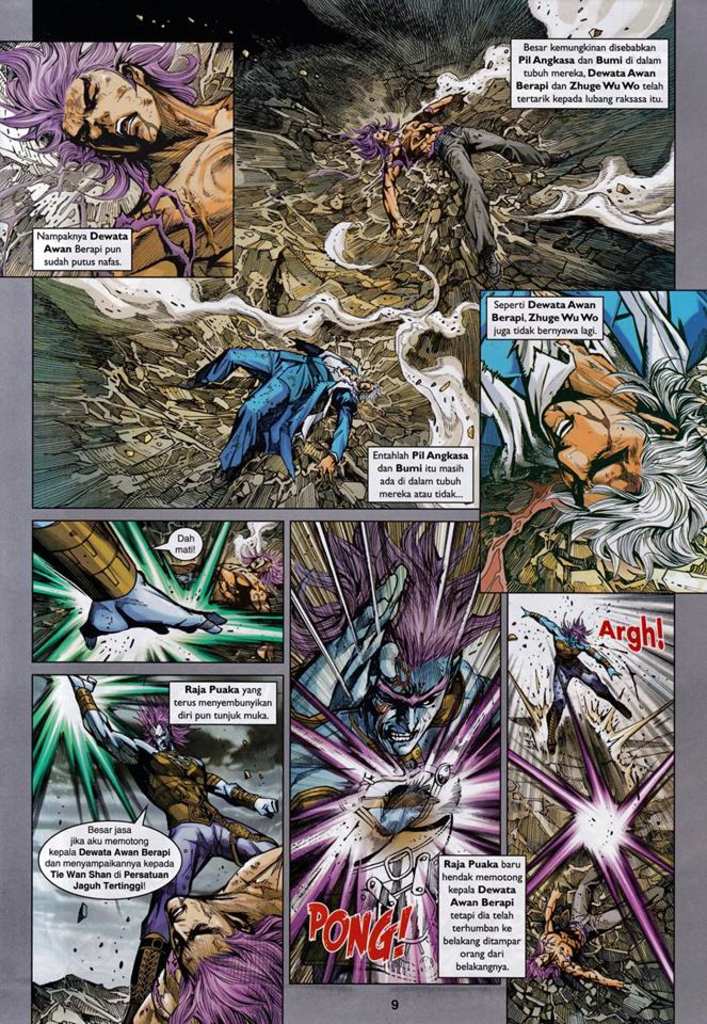 Besar kemungkinan disebabkan
Pil Angkasa dan Bumi di dalam
tubuh mereka, Dewata Awan
Berapi dan Zhuge Wu Wo telah
tertarik kepada lubang raksasa itu.
Nampaknya Dewata
Awan Berapi pun
sudah putus nafas.
Seperti Dewata Awan
Berapi, Zhuge Wu Wo
juga tidak bernyawa lagi.
Entahlah Pil Angkasa
dan Bumi itu masih
ada di dalam tubuh
mereka atau tidak...
Dah
mati!
Raja Puaka yang
terus menyembunyikan
diri pun tunjuk muka.
Besar jasa
jika aku memotong
kepala Dewata Awan Berapi
dan menyampaikannya kepada
Tie Wan Shan di Persatuan
Jaguh Tertinggi!
PONG!
Raja Puaka baru
hendak memotong
kepala Dewata
Awan Berapi
tetapi dia telah
terhumban ke
belakang ditampar
orang dari
belakangnya.
Argh!
9